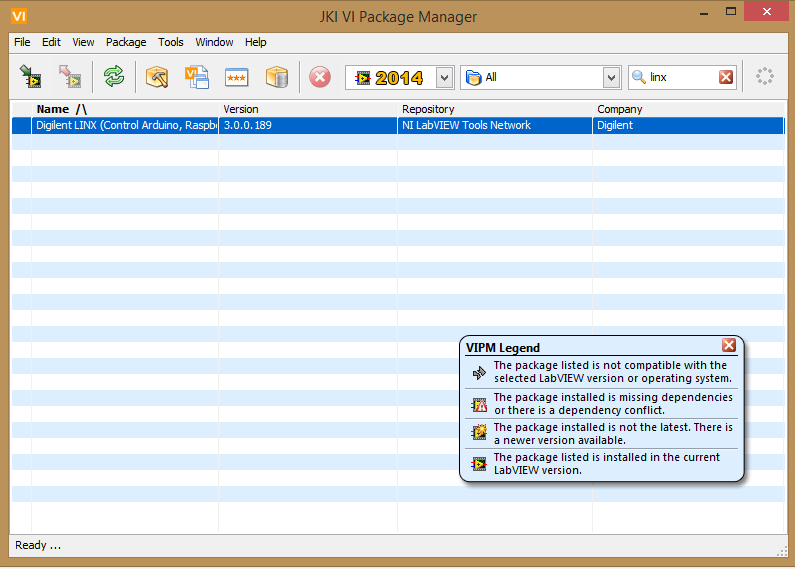 JKI VI Package Manager
File Edit View Package Tools Window Help
2014 All linx
Name /\ Version Repository Company
Digilent LINX (Control Arduino, Raspb 3.0.0.189 NI LabVIEW Tools Network Digilent
VIPM Legend
The package listed is not compatible with the
selected LabVIEW version or operating system.
The package installed is missing dependencies
or there is a dependency conflict.
The package installed is not the latest. There is
a newer version available.
The package listed is installed in the current
LabVIEW version.
Ready ...